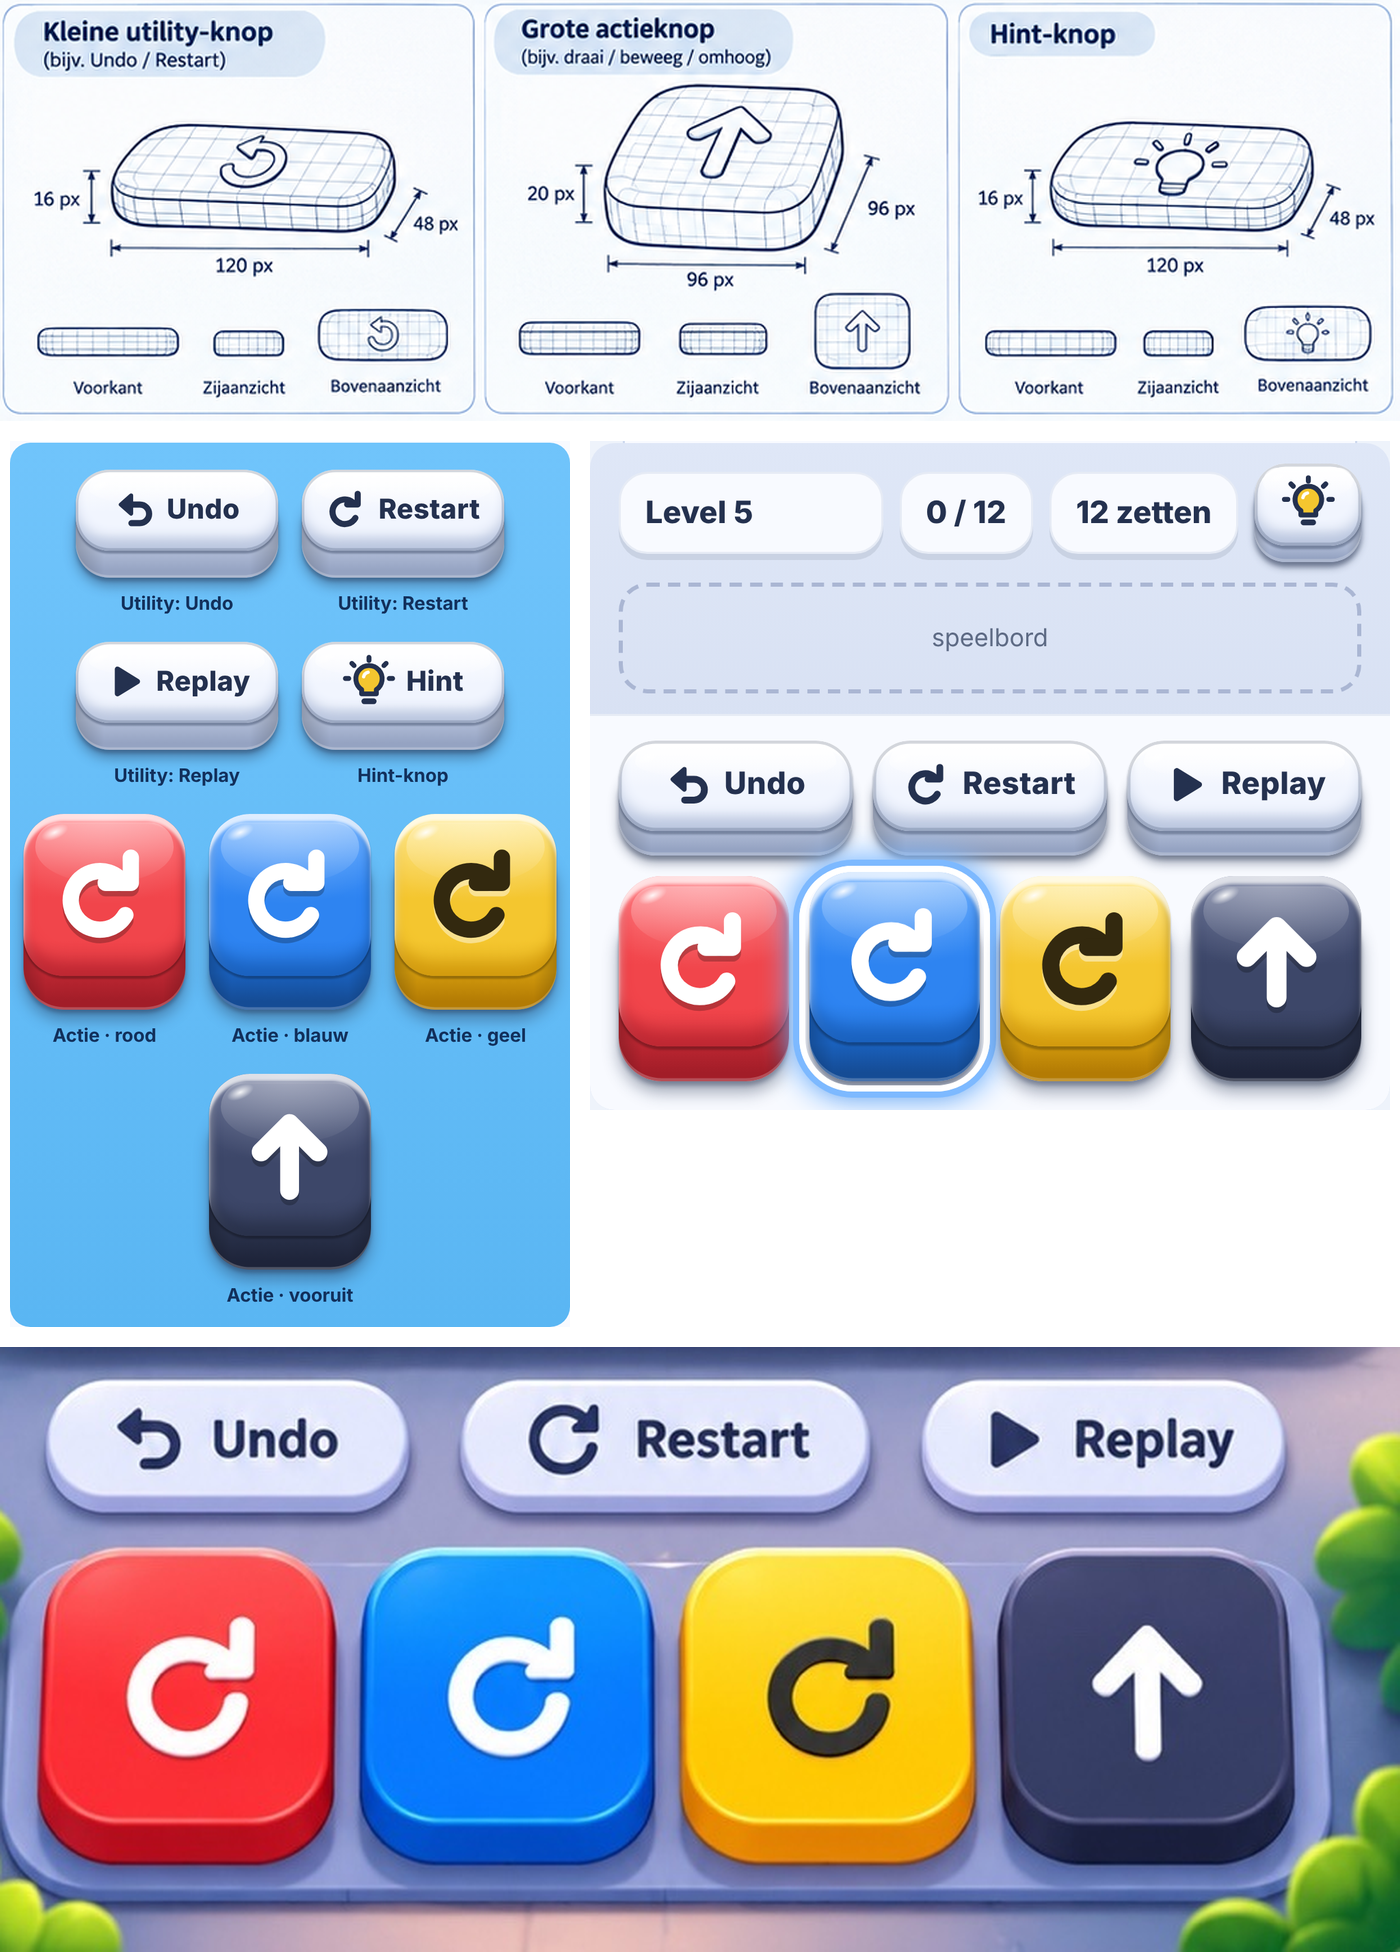 Kleine utility-knop
(bijv. Undo / Restart)
16 px
48 px
120 px
Voorkant
Zijaanzicht
Bovenaanzicht
Grote actieknop
(bijv. draai / beweeg / omhoog)
20 px
96 px
96 px
Voorkant
Zijaanzicht
Bovenaanzicht
Hint-knop
16 px
48 px
120 px
Voorkant
Zijaanzicht
Bovenaanzicht
Undo
Restart
Utility: Undo
Utility: Restart
Replay
Hint
Utility: Replay
Hint-knop
Actie · rood
Actie · blauw
Actie · geel
Actie · vooruit
Level 5
0 / 12
12 zetten
speelbord
Undo
Restart
Replay
Undo
Restart
Replay